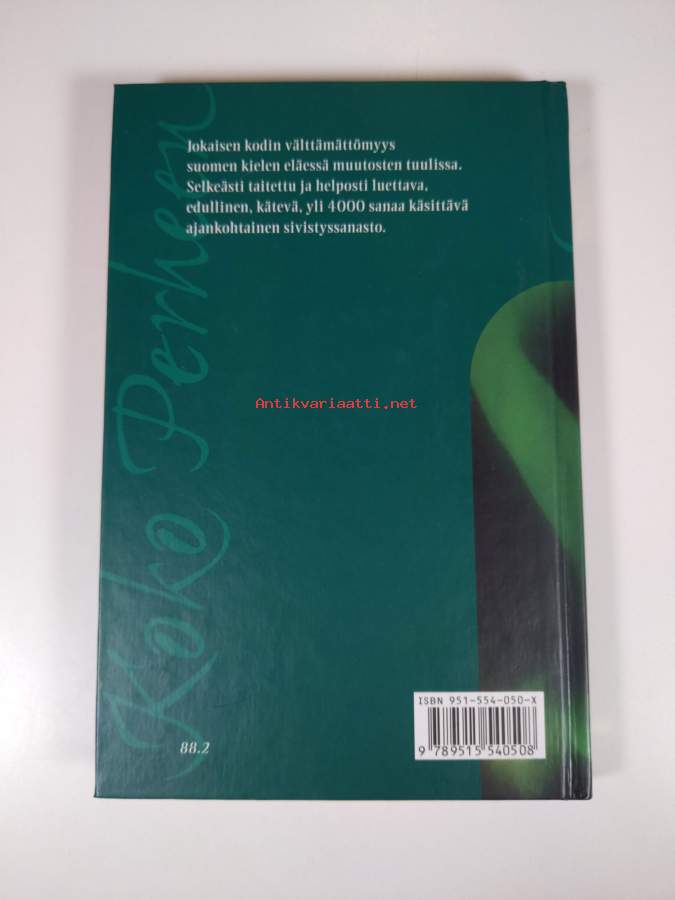 Jokaisen kodin välttämättömyys
suomen kielen eläessä muutosten tuulissa.
Selkeästi taitettu ja helposti luettava,
edullinen, kätevä, yli 4000 sanaa käsittävä
ajankohtainen sivistyssanasto.
Koko Perheen
Antikvariaatti.net
88.2
ISBN 951-554-050-X
9 789515 540508